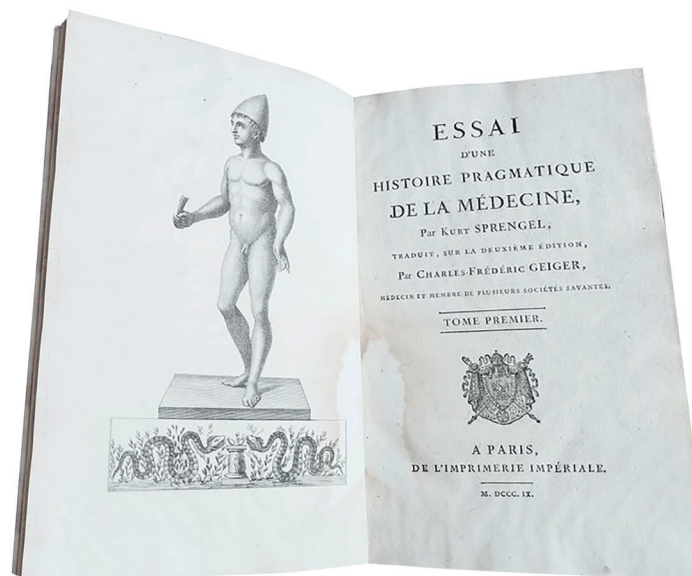 ESSAI
D'UNE
HISTOIRE PRAGMATIQUE
DE LA MÉDECINE,
Par KURT SPRENGEL,
TRADUIT, SUR LA DEUXIÈME ÉDITION,
Par CHARLES-FRÉDÉRIC GEIGER,
MÉDECIN ET MEMBRE DE PLUSIEURS SOCIÉTÉS SAVANTES.
TOME PREMIER.
A PARIS,
DE L'IMPRIMERIE IMPÉRIALE.
M. DCCC. IX.